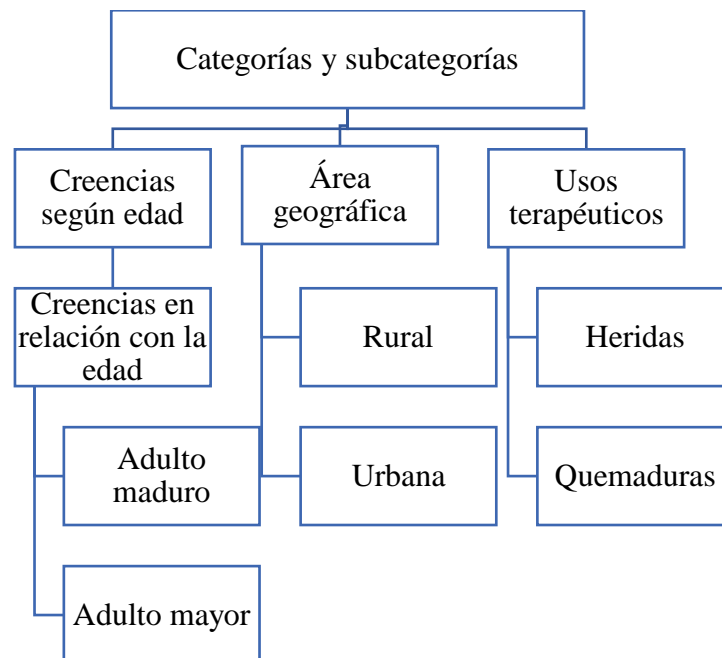 Categorías y subcategorías
Creencias
según edad
Creencias en
relación con la
edad
Adulto
maduro
Adulto mayor
Área
geográfica
Rural
Urbana
Usos
terapéuticos
Heridas
Quemaduras